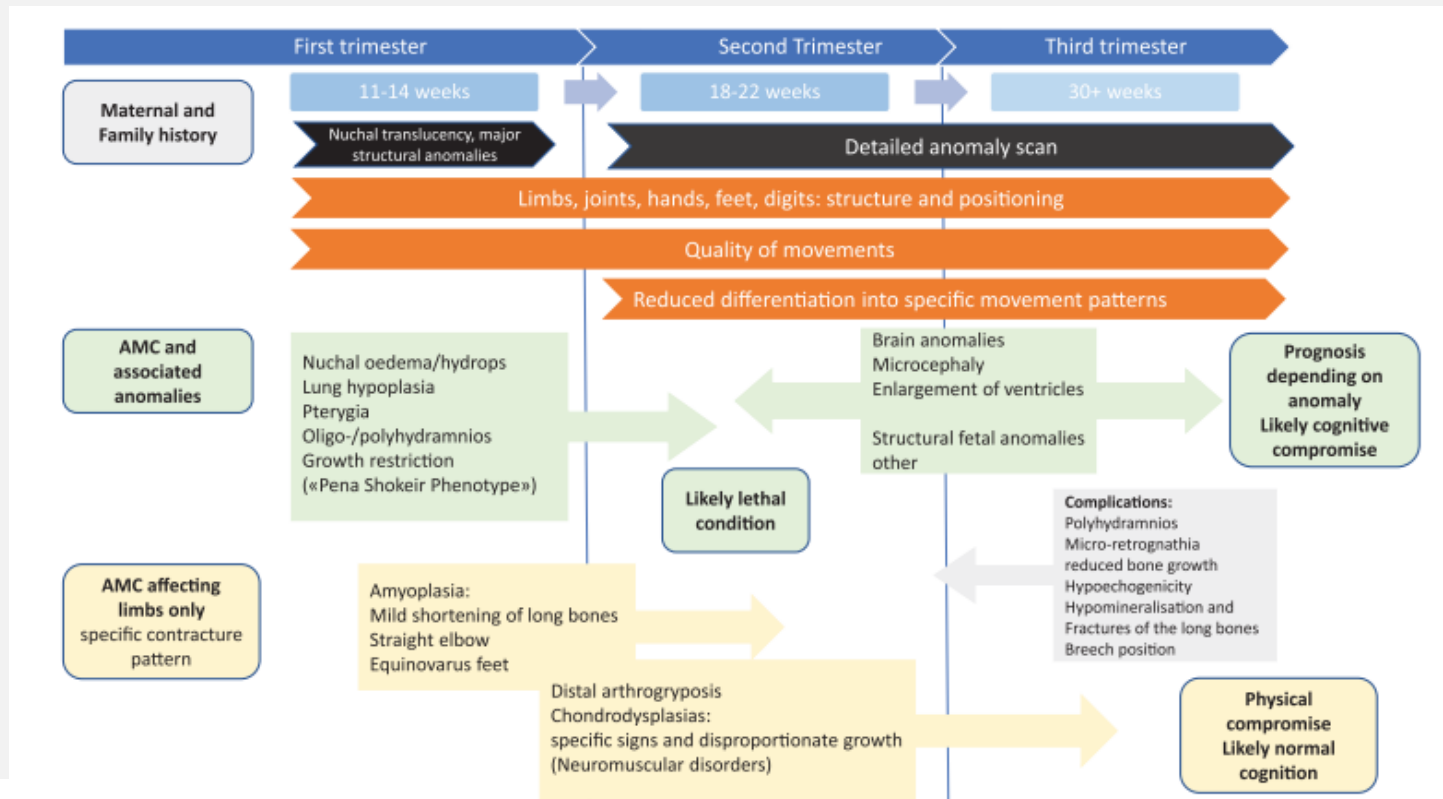 First trimester
Second Trimester
Third trimester
Maternal and
Family history
11-14 weeks
18-22 weeks
30+ weeks
Nuchal translucency, major
structural anomalies
Detailed anomaly scan
Limbs, joints, hands, feet, digits: structure and positioning
Quality of movements
Reduced differentiation into specific movement patterns
AMC and
associated
anomalies
Nuchal oedema/hydrops
Lung hypoplasia
Pterygia
Oligo-/polyhydramnios
Growth restriction
(«Pena Shokeir Phenotype»)
Brain anomalies
Microcephaly
Enlargement of ventricles
Structural fetal anomalies
other
Prognosis
depending on
anomaly
Likely cognitive
compromise
Likely lethal
condition
Complications:
Polyhydramnios
Micro-retrognathia
reduced bone growth
Hypoechogenicity
Hypomineralisation and
Fractures of the long bones
Breech position
AMC affecting
limbs only
specific contracture
pattern
Amyoplasia:
Mild shortening of long bones
Straight elbow
Equinovarus feet
Distal arthrogryposis
Chondrodysplasias:
specific signs and disproportionate growth
(Neuromuscular disorders)
Physical
compromise
Likely normal
cognition